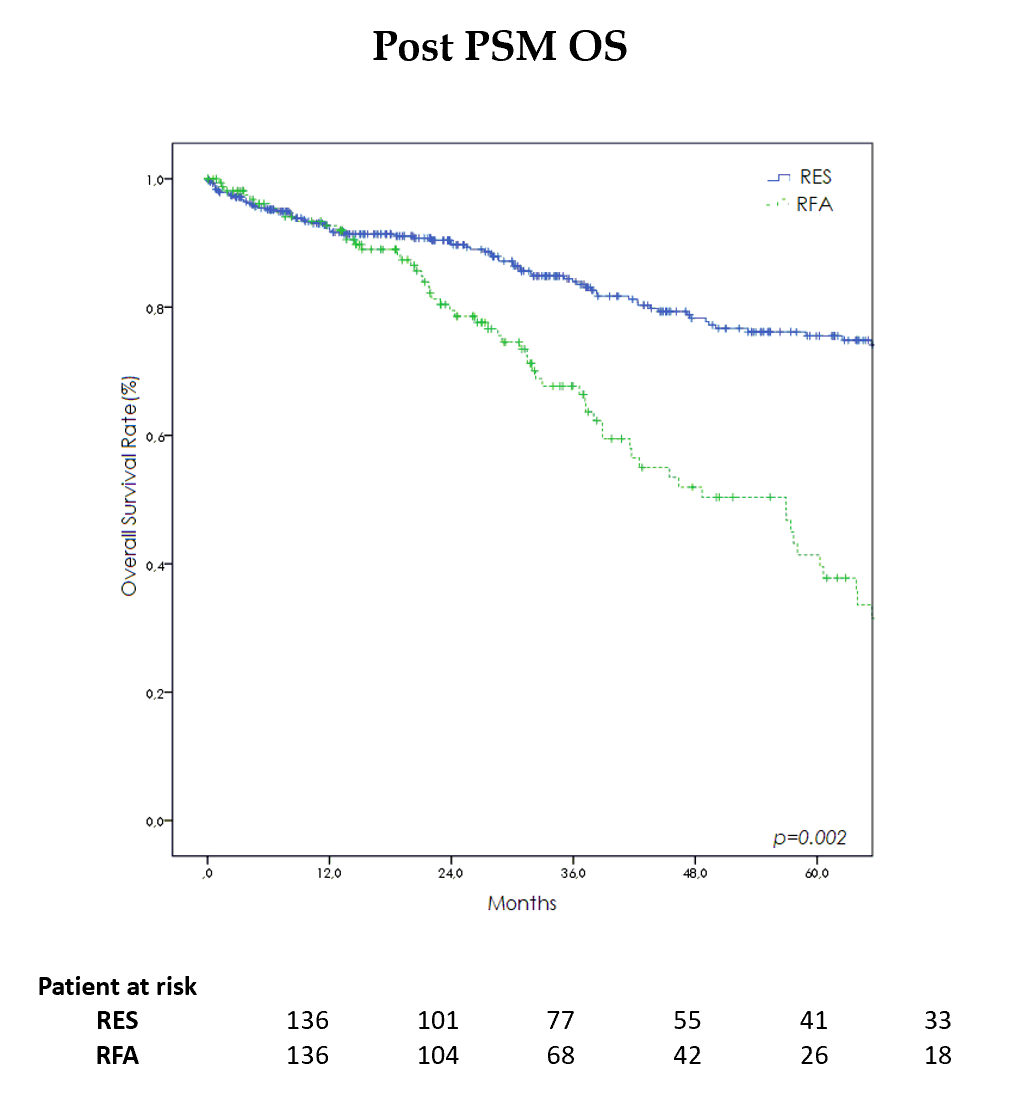 Post PSM OS
RES
RFA
1,0
0,8
0,6
0,4
0,2
0,0
Overall Survival Rate(%)
p=0.002
,0 12,0 24,0 36,0 48,0 60,0
Months
Patient at risk
RES 136 101 77 55 41 33
RFA 136 104 68 42 26 18